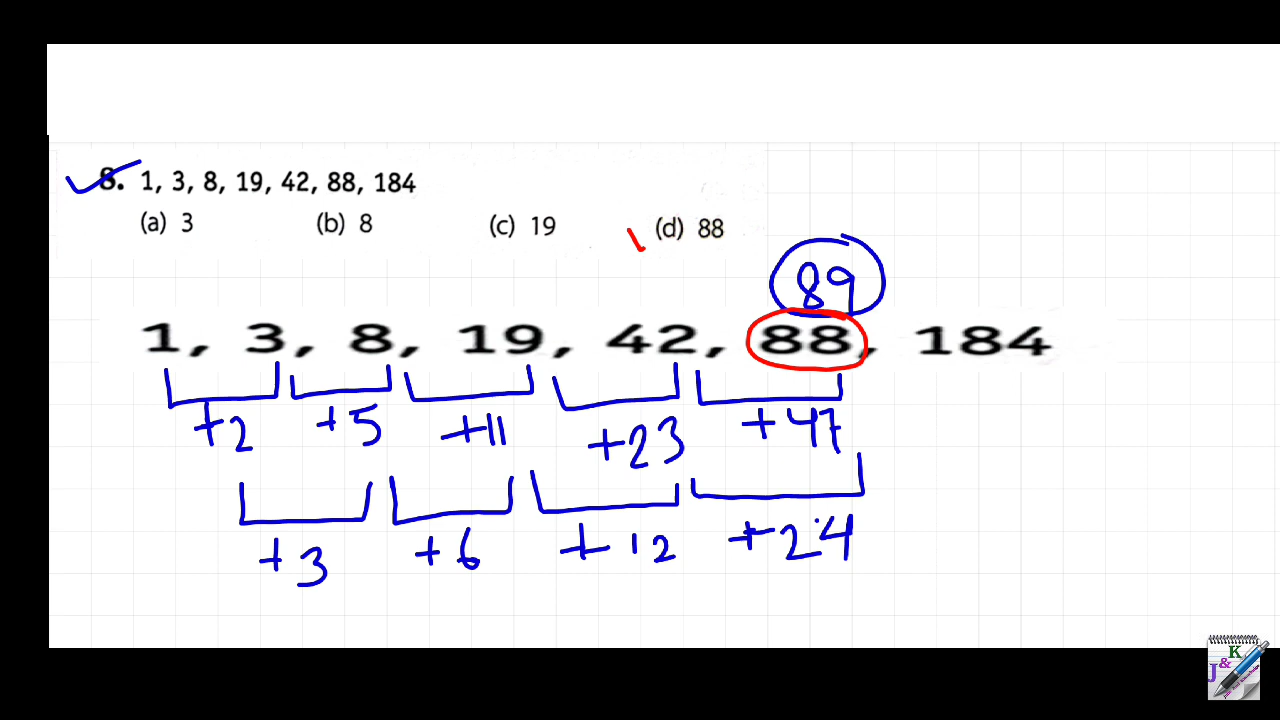 8. 1, 3, 8, 19, 42, 88, 184
(a) 3 (b) 8 (c) 19 (d) 88
89
1, 3, 8, 19, 42, 88, 184
+2 +5 +11 +23 +47
+3 +6 +12 +24
K
J&